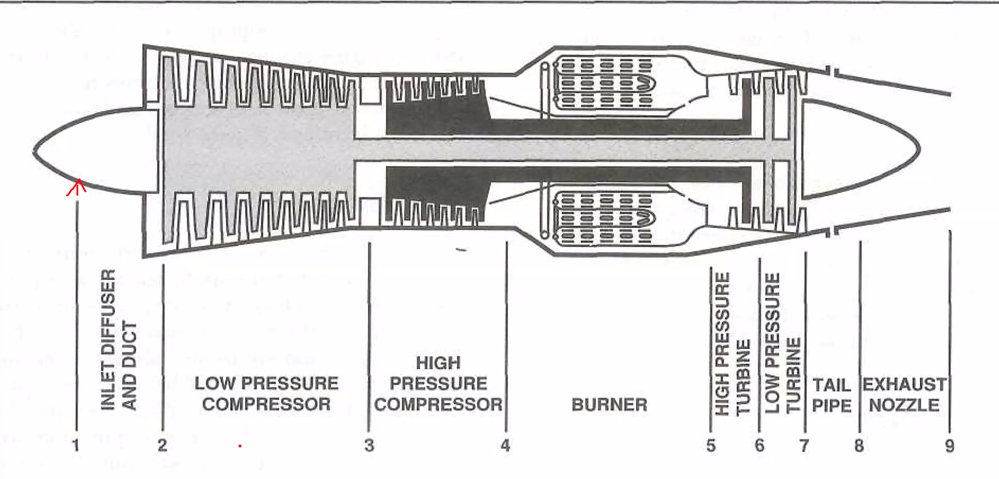 INLET DIFFUSER
AND DUCT
LOW PRESSURE
COMPRESSOR
HIGH
PRESSURE
COMPRESSOR
BURNER
HIGH PRESSURE
TURBINE
LOW PRESSURE
TURBINE
TAIL
PIPE
EXHAUST
NOZZLE
1 2 3 4 5 6 7 8 9